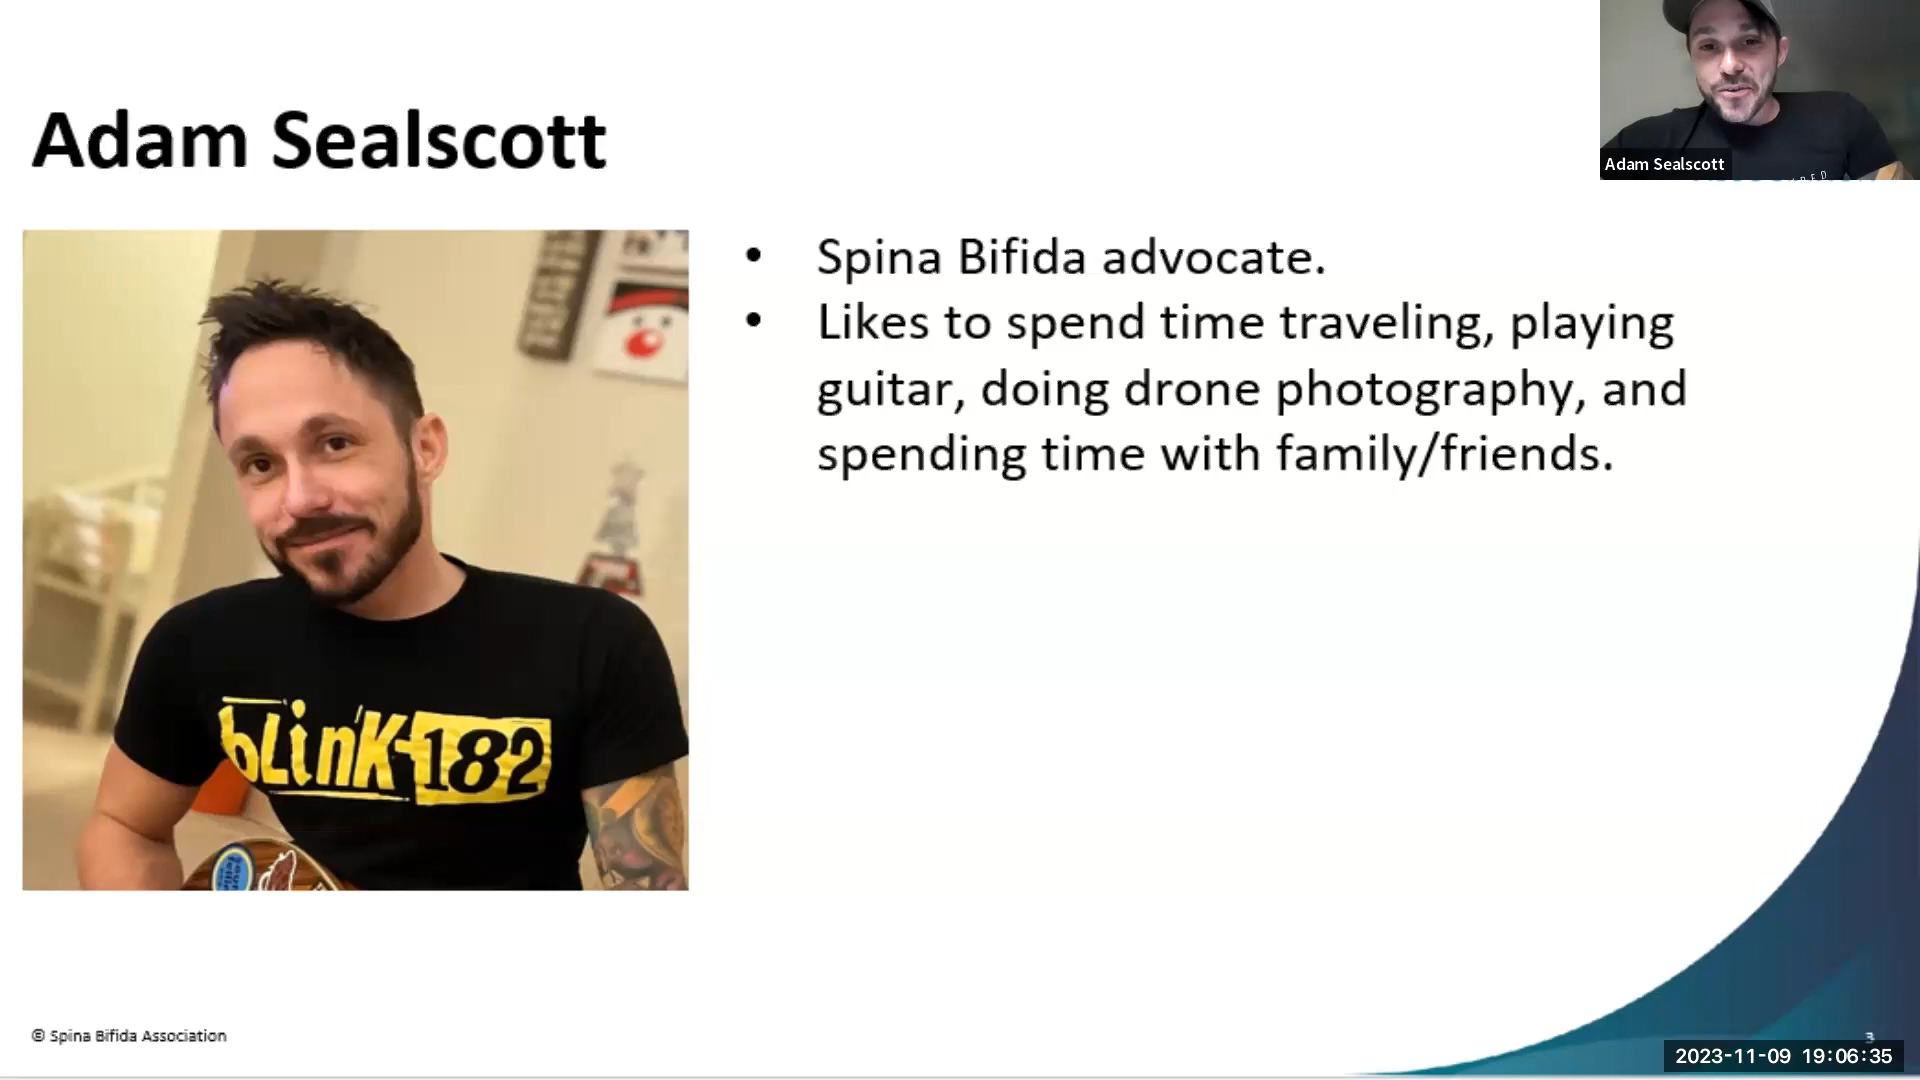 Adam Sealscott
Adam Sealscott
• Spina Bifida advocate.
• Likes to spend time traveling, playing
guitar, doing drone photography, and
spending time with family/friends.
blink-182
© Spina Bifida Association
3
2023-11-09 19:06:35